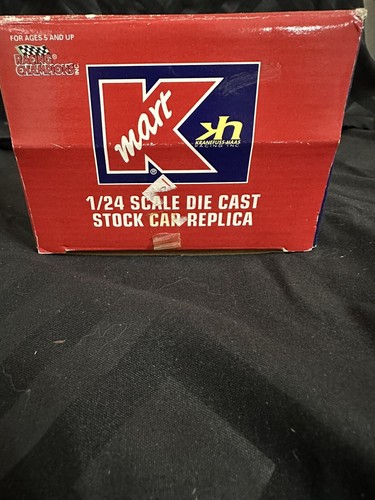 FOR AGES 5 AND UP
RACING®
CHAMPIONS INC
K
mart
®
kh
KRANEFUSS-HAAS
RACING INC
1/24 SCALE DIE CAST
STOCK CAR REPLICA